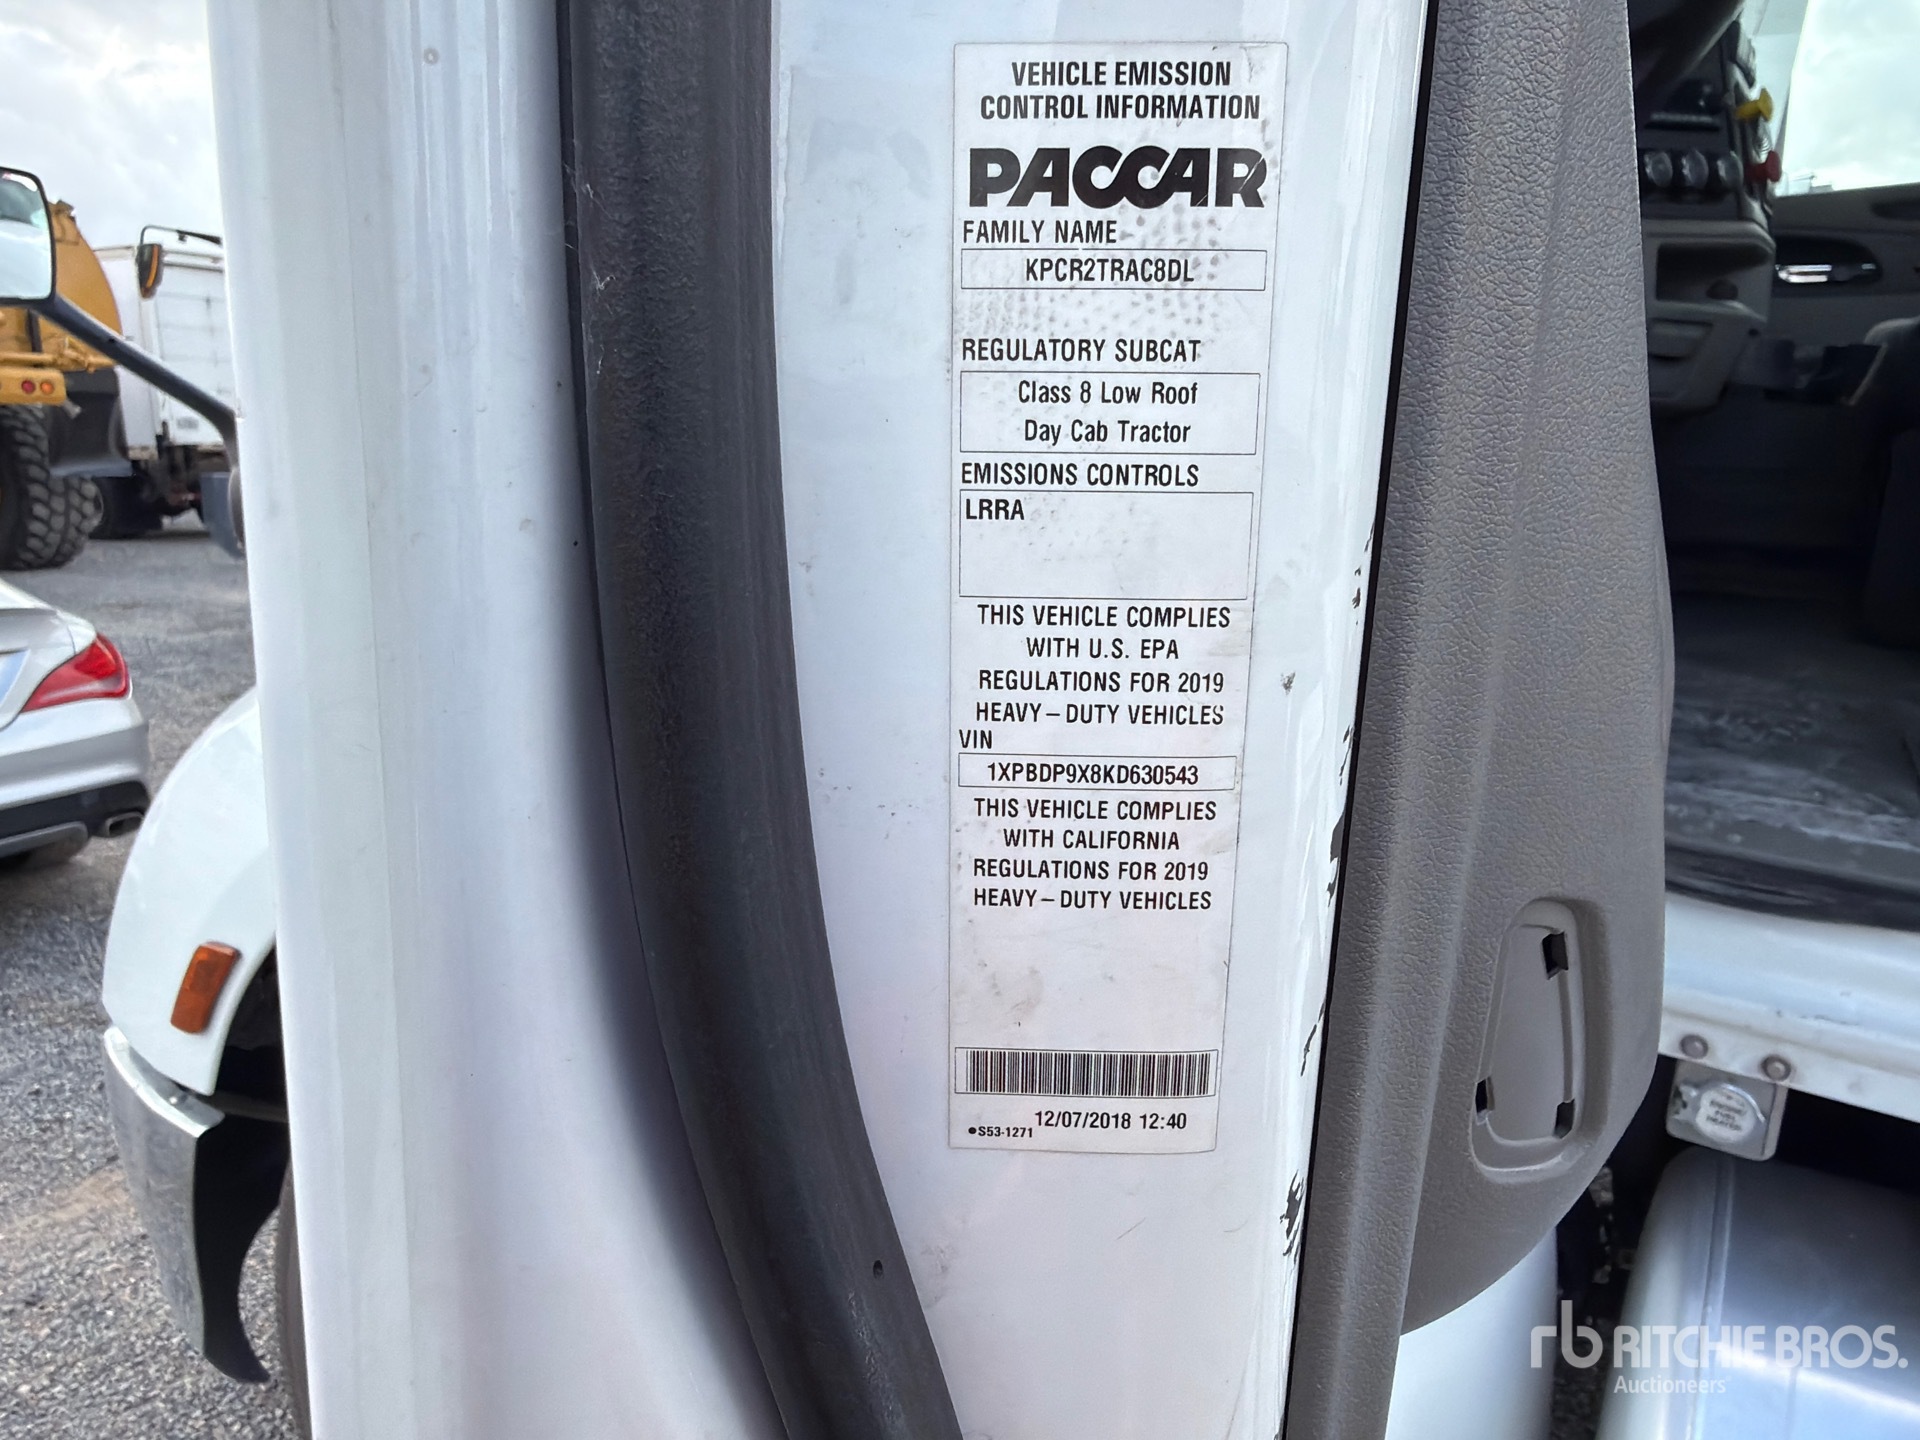 VEHICLE EMISSION
CONTROL INFORMATION
PACCAR
FAMILY NAME
KPCR2TRAC8DL
REGULATORY SUBCAT
Class 8 Low Roof
Day Cab Tractor
EMISSIONS CONTROLS
LRRA
THIS VEHICLE COMPLIES
WITH U.S. EPA
REGULATIONS FOR 2019
HEAVY-DUTY VEHICLES
VIN
1XPBDP9X8KD630543
THIS VEHICLE COMPLIES
WITH CALIFORNIA
REGULATIONS FOR 2019
HEAVY-DUTY VEHICLES
●S53-1271 12/07/2018 12:40
rb RITCHIE BROS.
Auctioneers